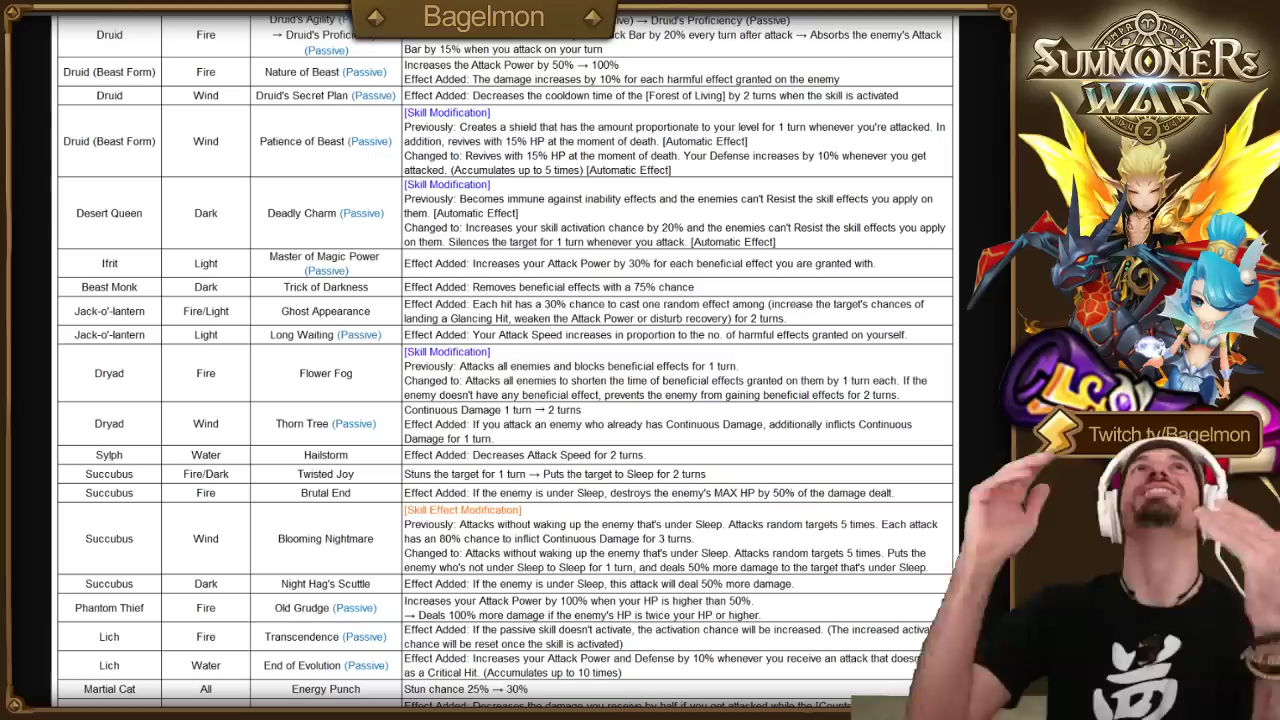 Bagelmon
Druid Fire Druid's Agility → Druid's (Passive) → Druid's Proficiency (Passive)
Bar by 20% every turn after attack → Absorbs the enemy's Attack
Bar by 15% when you attack on your turn
Druid (Beast Form) Fire Nature of Beast (Passive) Increases the Attack Power by 50% → 100%
Effect Added: The damage increases by 10% for each harmful effect granted on the enemy
Druid Wind Druid's Secret Plan (Passive) Effect Added: Decreases the cooldown time of the [Forest of Living] by 2 turns when the skill is activated
Druid (Beast Form) Wind Patience of Beast (Passive) [Skill Modification]
Previously: Creates a shield that has the amount proportionate to your level for 1 turn whenever you're attacked. In
addition, revives with 15% HP at the moment of death. [Automatic Effect]
Changed to: Revives with 15% HP at the moment of death. Your Defense increases by 10% whenever you get
attacked. (Accumulates up to 5 times) [Automatic Effect]
Desert Queen Dark Deadly Charm (Passive) [Skill Modification]
Previously: Becomes immune against inability effects and the enemies can't Resist the skill effects you apply on
them. [Automatic Effect]
Changed to: Increases your skill activation chance by 20% and the enemies can't Resist the skill effects you apply
on them. Silences the target for 1 turn whenever you attack. [Automatic Effect]
Ifrit Light Master of Magic Power (Passive) Effect Added: Increases your Attack Power by 30% for each beneficial effect you are granted with.
Beast Monk Dark Trick of Darkness Effect Added: Removes beneficial effects with a 75% chance
Jack-o'-lantern Fire/Light Ghost Appearance Effect Added: Each hit has a 30% chance to cast one random effect among (increase the target's chances of
landing a Glancing Hit, weaken the Attack Power or disturb recovery) for 2 turns.
Jack-o'-lantern Light Long Waiting (Passive) Effect Added: Your Attack Speed increases in proportion to the no. of harmful effects granted on yourself.
Dryad Fire Flower Fog [Skill Modification]
Previously: Attacks all enemies and blocks beneficial effects for 1 turn.
Changed to: Attacks all enemies to shorten the time of beneficial effects granted on them by 1 turn each. If the
enemy doesn't have any beneficial effect, prevents the enemy from gaining beneficial effects for 2 turns.
Dryad Wind Thorn Tree (Passive) Continuous Damage 1 turn → 2 turns
Effect Added: If you attack an enemy who already has Continuous Damage, additionally inflicts Continuous
Damage for 1 turn.
Sylph Water Hailstorm Effect Added: Decreases Attack Speed for 2 turns.
Succubus Fire/Dark Twisted Joy Stuns the target for 1 turn → Puts the target to Sleep for 2 turns
Succubus Fire Brutal End Effect Added: If the enemy is under Sleep, destroys the enemy's MAX HP by 50% of the damage dealt.
Succubus Wind Blooming Nightmare [Skill Effect Modification]
Previously: Attacks without waking up the enemy that's under Sleep. Attacks random targets 5 times. Each attack
has an 80% chance to inflict Continuous Damage for 3 turns.
Changed to: Attacks without waking up the enemy that's under Sleep. Attacks random targets 5 times. Puts the
enemy who's not under Sleep to Sleep for 1 turn, and deals 50% more damage to the target that's under Sleep.
Succubus Dark Night Hag's Scuttle Effect Added: If the enemy is under Sleep, this attack will deal 50% more damage.
Phantom Thief Fire Old Grudge (Passive) Increases your Attack Power by 100% when your HP is higher than 50%.
→ Deals 100% more damage if the enemy's HP is twice your HP or higher.
Lich Fire Transcendence (Passive) Effect Added: If the passive skill doesn't activate, the activation chance will be increased. (The increased
chance will be reset once the skill is activated)
Lich Water End of Evolution (Passive) Effect Added: Increases your Attack Power and Defense by 10% whenever you receive an attack that
as a Critical Hit. (Accumulates up to 10 times)
Martial Cat All Energy Punch Stun chance 25% → 30%
Effect Added: Decreases the damage you receive by half if you get attacked while the
SUMMONERS
WAR
Twitch.tv/Bagelmon
夢